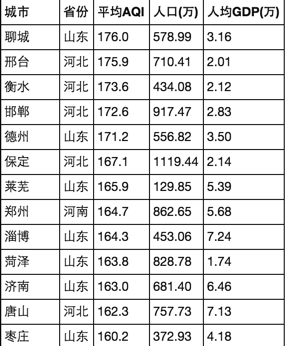 城市 省份 平均AQI 人口(万) 人均GDP(万)
聊城 山东 176.0 578.99 3.16
邢台 河北 175.9 710.41 2.01
衡水 河北 173.6 434.08 2.12
邯郸 河北 172.6 917.47 2.83
德州 山东 171.2 556.82 3.50
保定 河北 167.1 1119.44 2.14
莱芜 山东 165.9 129.85 5.39
郑州 河南 164.7 862.65 5.68
淄博 山东 164.3 453.06 7.24
菏泽 山东 163.8 828.78 1.74
济南 山东 163.0 681.40 6.46
唐山 河北 162.3 757.73 7.13
枣庄 山东 160.2 372.93 4.18